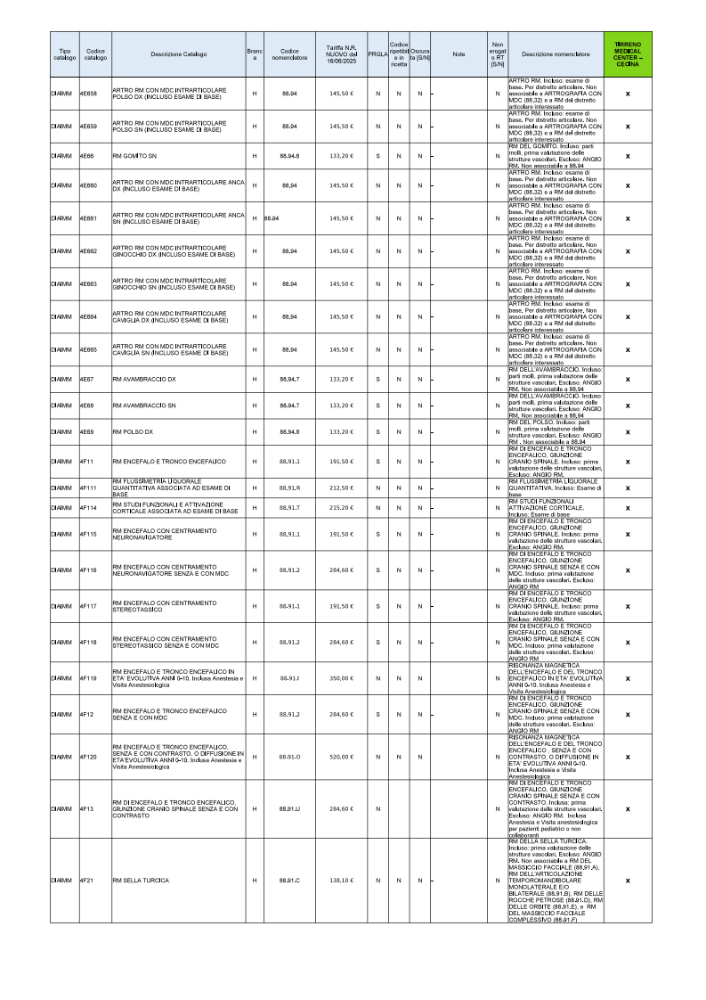 Tipo catalogo | Codice catalogo | Descrizione Catalogo | Branca | Codice nomenclatore | Tariffa N.R. NUOVO dal 16/06/2025 | PRGLA | Codice ripetibile in ricetta | Oscurata [S/N] | Note | Non erogato RT [S/N] | Descrizione nomenclatore | TIRRENO MEDICAL CENTER – CECINA
DIAIMM | 4E658 | ARTRO RM CON MDC INTRARTICOLARE POLSO DX (INCLUSO ESAME DI BASE) | H | 88.94 | 145,50 € | N | N | N | – | N | ARTRO RM. Incluso: esame di base. Per distretto articolare. Non associabile a ARTROGRAFIA CON MDC (88.32) e a RM del distretto articolare interessato | X
DIAIMM | 4E659 | ARTRO RM CON MDC INTRARTICOLARE POLSO SN (INCLUSO ESAME DI BASE) | H | 88.94 | 145,50 € | N | N | N | – | N | ARTRO RM. Incluso: esame di base. Per distretto articolare. Non associabile a ARTROGRAFIA CON MDC (88.32) e a RM del distretto articolare interessato | X
DIAIMM | 4E66 | RM GOMITO SN | H | 88.94.6 | 133,20 € | S | N | N | – | N | RM DEL GOMITO. Incluso: parti molli, prima valutazione delle strutture vascolari. Escluso: ANGIO RM. Non associabile a 88.94 | X
DIAIMM | 4E660 | ARTRO RM CON MDC INTRARTICOLARE ANCA DX (INCLUSO ESAME DI BASE) | H | 88.94 | 145,50 € | N | N | N | – | N | ARTRO RM. Incluso: esame di base. Per distretto articolare. Non associabile a ARTROGRAFIA CON MDC (88.32) e a RM del distretto articolare interessato | X
DIAIMM | 4E661 | ARTRO RM CON MDC INTRARTICOLARE ANCA SN (INCLUSO ESAME DI BASE) | H | 88.94 | 145,50 € | N | N | N | – | N | ARTRO RM. Incluso: esame di base. Per distretto articolare. Non associabile a ARTROGRAFIA CON MDC (88.32) e a RM del distretto articolare interessato | X
DIAIMM | 4E662 | ARTRO RM CON MDC INTRARTICOLARE GINOCCHIO DX (INCLUSO ESAME DI BASE) | H | 88.94 | 145,50 € | N | N | N | – | N | ARTRO RM. Incluso: esame di base. Per distretto articolare. Non associabile a ARTROGRAFIA CON MDC (88.32) e a RM del distretto articolare interessato | X
DIAIMM | 4E663 | ARTRO RM CON MDC INTRARTICOLARE GINOCCHIO SN (INCLUSO ESAME DI BASE) | H | 88.94 | 145,50 € | N | N | N | – | N | ARTRO RM. Incluso: esame di base. Per distretto articolare. Non associabile a ARTROGRAFIA CON MDC (88.32) e a RM del distretto articolare interessato | X
DIAIMM | 4E664 | ARTRO RM CON MDC INTRARTICOLARE CAVIGLIA DX (INCLUSO ESAME DI BASE) | H | 88.94 | 145,50 € | N | N | N | – | N | ARTRO RM. Incluso: esame di base. Per distretto articolare. Non associabile a ARTROGRAFIA CON MDC (88.32) e a RM del distretto articolare interessato | X
DIAIMM | 4E665 | ARTRO RM CON MDC INTRARTICOLARE CAVIGLIA SN (INCLUSO ESAME DI BASE) | H | 88.94 | 145,50 € | N | N | N | – | N | ARTRO RM. Incluso: esame di base. Per distretto articolare. Non associabile a ARTROGRAFIA CON MDC (88.32) e a RM del distretto articolare interessato | X
DIAIMM | 4E67 | RM AVAMBRACCIO DX | H | 88.94.7 | 133,20 € | S | N | N | – | N | RM DELL'AVAMBRACCIO. Incluso: parti molli, prima valutazione delle strutture vascolari. Escluso: ANGIO RM. Non associabile a 88.94 | X
DIAIMM | 4E68 | RM AVAMBRACCIO SN | H | 88.94.7 | 133,20 € | S | N | N | – | N | RM DELL'AVAMBRACCIO. Incluso: parti molli, prima valutazione delle strutture vascolari. Escluso: ANGIO RM. Non associabile a 88.94 | X
DIAIMM | 4E69 | RM POLSO DX | H | 88.94.8 | 133,20 € | S | N | N | – | N | RM DEL POLSO. Incluso: parti molli, prima valutazione delle strutture vascolari. Escluso: ANGIO RM . Non associabile a 88.94 | X
DIAIMM | 4F11 | RM ENCEFALO E TRONCO ENCEFALICO | H | 88.91.1 | 191,50 € | S | N | N | – | N | RM DI ENCEFALO E TRONCO ENCEFALICO, GIUNZIONE CRANIO SPINALE. Incluso: prima valutazione delle strutture vascolari. Escluso: ANGIO RM. | X
DIAIMM | 4F111 | RM FLUSSIMETRIA LIQUORALE QUANTITATIVA ASSOCIATA AD ESAME DI BASE | H | 88.91.R | 212,50 € | N | N | N | – | N | RM FLUSSIMETRIA LIQUORALE QUANTITATIVA. Incluso: Esame di base | X
DIAIMM | 4F114 | RM STUDI FUNZIONALI E ATTIVAZIONE CORTICALE ASSOCIATA AD ESAME DI BASE | H | 88.91.T | 215,20 € | N | N | N | – | N | RM STUDI FUNZIONALI ATTIVAZIONE CORTICALE. Incluso: Esame di base | X
DIAIMM | 4F115 | RM ENCEFALO CON CENTRAMENTO NEURONAVIGATORE | H | 88.91.1 | 191,50 € | S | N | N | – | N | RM DI ENCEFALO E TRONCO ENCEFALICO, GIUNZIONE CRANIO SPINALE. Incluso: prima valutazione delle strutture vascolari. Escluso: ANGIO RM. | X
DIAIMM | 4F116 | RM ENCEFALO CON CENTRAMENTO NEURONAVIGATORE SENZA E CON MDC | H | 88.91.2 | 284,60 € | S | N | N | – | N | RM DI ENCEFALO E TRONCO ENCEFALICO, GIUNZIONE CRANIO SPINALE SENZA E CON MDC. Incluso: prima valutazione delle strutture vascolari. Escluso: ANGIO RM | X
DIAIMM | 4F117 | RM ENCEFALO CON CENTRAMENTO STEREOTASSICO | H | 88.91.1 | 191,50 € | S | N | N | – | N | RM DI ENCEFALO E TRONCO ENCEFALICO, GIUNZIONE CRANIO SPINALE. Incluso: prima valutazione delle strutture vascolari. Escluso: ANGIO RM. | X
DIAIMM | 4F118 | RM ENCEFALO CON CENTRAMENTO STEREOTASSICO SENZA E CON MDC | H | 88.91.2 | 284,60 € | S | N | N | – | N | RM DI ENCEFALO E TRONCO ENCEFALICO, GIUNZIONE CRANIO SPINALE SENZA E CON MDC. Incluso: prima valutazione delle strutture vascolari. Escluso: ANGIO RM | X
DIAIMM | 4F119 | RM ENCEFALO E TRONCO ENCEFALICO IN ETA' EVOLUTIVA ANNI 0-10. Inclusa Anestesia e Visita Anestesiologica | H | 88.91.I | 350,00 € | N | N | N | N | RISONANZA MAGNETICA DELL'ENCEFALO E DEL TRONCO ENCEFALICO IN ETA' EVOLUTIVA ANNI 0-10. Inclusa Anestesia e Visita Anestesiologica | X
DIAIMM | 4F12 | RM ENCEFALO E TRONCO ENCEFALICO SENZA E CON MDC | H | 88.91.2 | 284,60 € | S | N | N | – | N | RM DI ENCEFALO E TRONCO ENCEFALICO, GIUNZIONE CRANIO SPINALE SENZA E CON MDC. Incluso: prima valutazione delle strutture vascolari. Escluso: ANGIO RM | X
DIAIMM | 4F120 | RM ENCEFALO E TRONCO ENCEFALICO, SENZA E CON CONTRASTO, O DIFFUSIONE IN ETA'EVOLUTIVA ANNI 0-10. Inclusa Anestesia e Visita Anestesiologica | H | 88.91.O | 520,00 € | N | N | N | N | RISONANZA MAGNETICA DELL'ENCEFALO E DEL TRONCO ENCEFALICO , SENZA E CON CONTRASTO, O DIFFUSIONE IN ETA' EVOLUTIVA ANNI 0-10. Inclusa Anestesia e Visita Anestesiologica | X
DIAIMM | 4F13 | RM DI ENCEFALO E TRONCO ENCEFALICO, GIUNZIONE CRANIO SPINALE SENZA E CON CONTRASTO | H | 88.91.U | 284,60 € | N | N | RM DI ENCEFALO E TRONCO ENCEFALICO, GIUNZIONE CRANIO SPINALE SENZA E CON CONTRASTO. Inclusa: prima valutazione delle strutture vascolari. Escluso: ANGIO RM. Inclusa Anestesia e Visita anestesiologica per pazienti pediatrici o non collaboranti | X
DIAIMM | 4F21 | RM SELLA TURCICA | H | 88.91.C | 138,10 € | N | N | N | – | N | RM DELLA SELLA TURCICA. Incluso: prima valutazione delle strutture vascolari. Escluso: ANGIO RM. Non associabile a RM DEL MASSICCIO FACCIALE (88.91.A), RM DELL'ARTICOLAZIONE TEMPOROMANDIBOLARE MONOLATERALE E/O BILATERALE (88.91.B), RM DELLE ROCCHE PETROSE (88.91.D), RM DELLE ORBITE (88.91.E), e RM DEL MASSICCIO FACCIALE COMPLESSIVO (88.91.F) | X